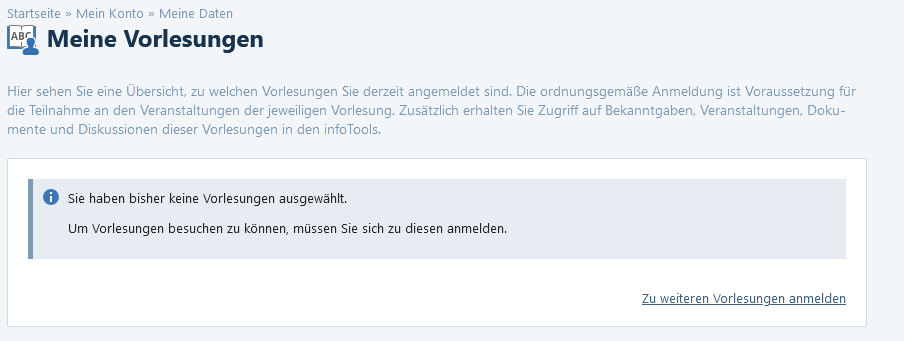 Startseite » Mein Konto » Meine Daten
ABC
Meine Vorlesungen
Hier sehen Sie eine Übersicht, zu welchen Vorlesungen Sie derzeit angemeldet sind. Die ordnungsgemäße Anmeldung ist Voraussetzung für
die Teilnahme an den Veranstaltungen der jeweiligen Vorlesung. Zusätzlich erhalten Sie Zugriff auf Bekanntgaben, Veranstaltungen, Doku-
mente und Diskussionen dieser Vorlesungen in den infoTools.
Sie haben bisher keine Vorlesungen ausgewählt.
Um Vorlesungen besuchen zu können, müssen Sie sich zu diesen anmelden.
Zu weiteren Vorlesungen anmelden